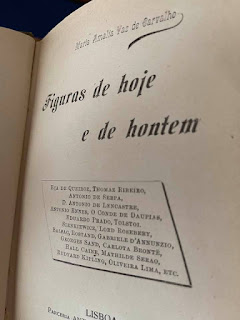 Maria Amalia Vaz de Carvalho
Figuras de hoje
e de hontem
EÇA DE QUEIROZ, THOMAZ RIBEIRO,
ANTONIO DE SERPA,
D. ANTONIO DE LENCASTRE,
ANTONIO ENNES, O CONDE DE DAUPIAS,
EDUARDO PRADO, TOLSTOI,
SIENKIEWICZ, LORD ROSEBERY,
BALZAC, ROSTAND, GABRIELE D'ANNUNZIO,
GEORGES SAND, CARLOTA BRONTË,
HALL CAINE, MATHILDE SERAO,
RUDYARD KIPLING, OLIVEIRA LIMA, ETC.
LISBOA
PARCERIA